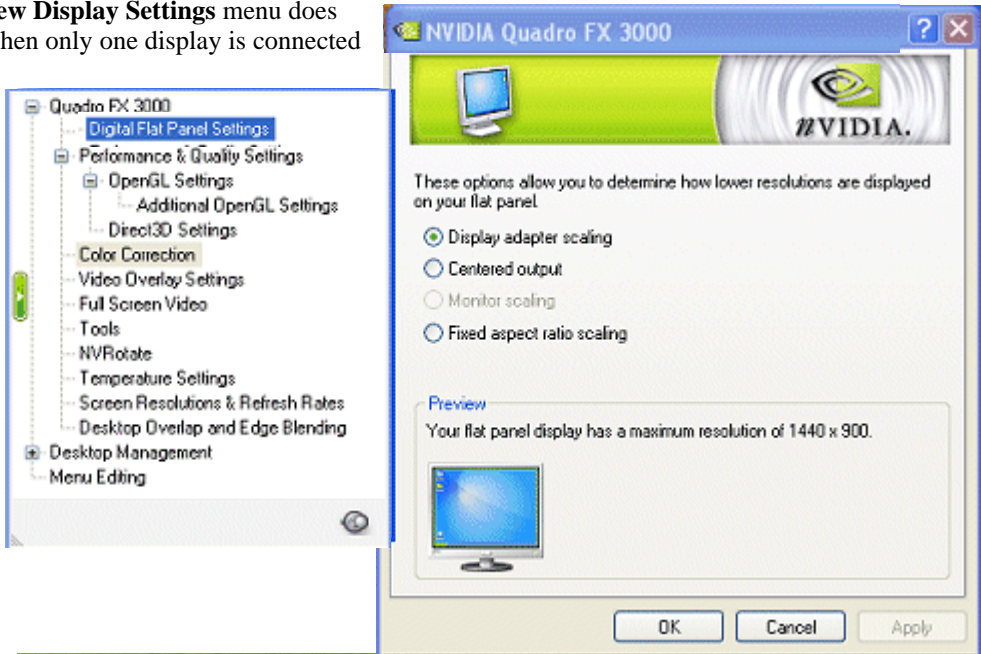 ew Display Settings menu does
hen only one display is connected
Quadro FX 3000
Digital Flat Panel Settings
Performance & Quality Settings
OpenGL Settings
Additional OpenGL Settings
Direct3D Settings
Color Correction
Video Overlay Settings
Full Screen Video
Tools
NVRotate
Temperature Settings
Screen Resolutions & Refresh Rates
Desktop Overlap and Edge Blending
Desktop Management
Menu Editing
NVIDIA Quadro FX 3000
nVIDIA.
These options allow you to determine how lower resolutions are displayed
on your flat panel.
Display adapter scaling
Centered output
Monitor scaling
Fixed aspect ratio scaling
Preview
Your flat panel display has a maximum resolution of 1440 x 900.
OK Cancel Apply